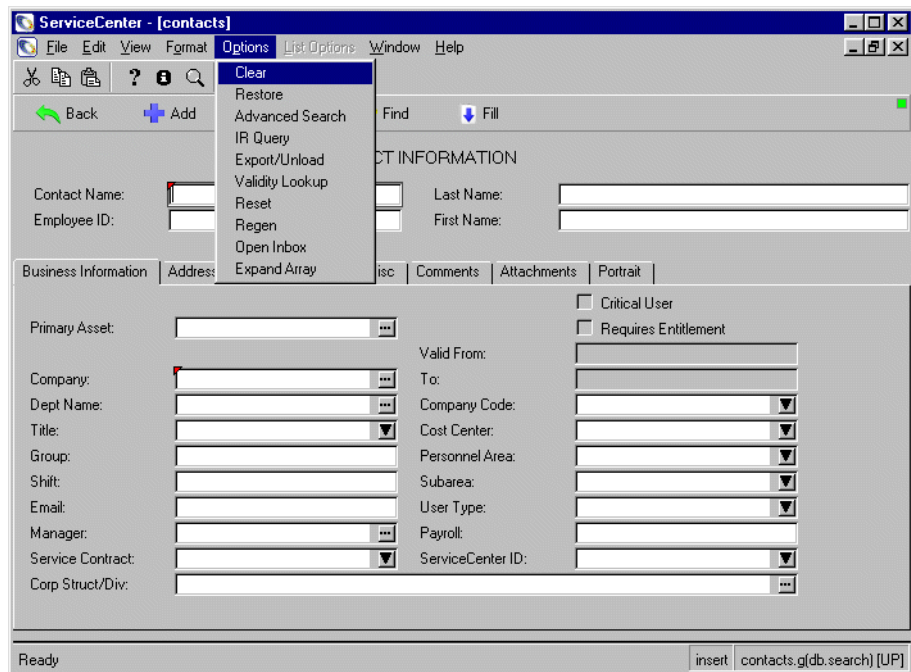 ServiceCenter - [contacts]
File Edit View Format Options List Options Window Help
Clear
Restore
Advanced Search
IR Query
Export/Unload
Validity Lookup
Reset
Regen
Open Inbox
Expand Array
Back Add Find Fill
CT INFORMATION
Contact Name: Last Name:
Employee ID: First Name:
Business Information Address isc Comments Attachments Portrait
Critical User
Primary Asset: Requires Entitlement
Valid From:
Company: To:
Dept Name: Company Code:
Title: Cost Center:
Group: Personnel Area:
Shift: Subarea:
Email: User Type:
Manager: Payroll:
Service Contract: ServiceCenter ID:
Corp Struct/Div:
Ready insert contacts.g(db.search) [UP]